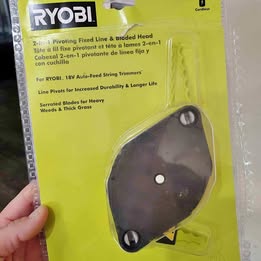 RYOBI
2-in-1 Pivoting Fixed Line & Bladed Head
Tête à fil fixe pivotant et tête à lames 2-en-1
Cabezal 2-en-1 pivotante de línea fija y
con cuchilla
For RYOBI 18V Auto-Feed String Trimmers
Line Pivots for Increased Durability & Longer Life
Serrated Blades for Heavy
Weeds & Thick Grass